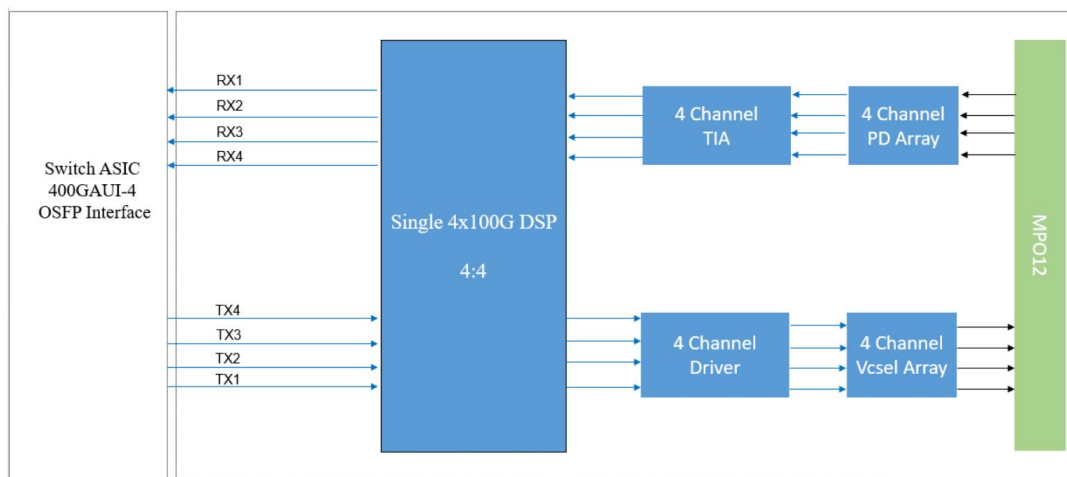 RX1
RX2
RX3
RX4
Switch ASIC
400GAUI-4
OSFP Interface
TX4
TX3
TX2
TX1
Single 4x100G DSP
4:4
4 Channel
TIA
4 Channel
PD Array
4 Channel
Driver
4 Channel
Vcsel Array
MPO12